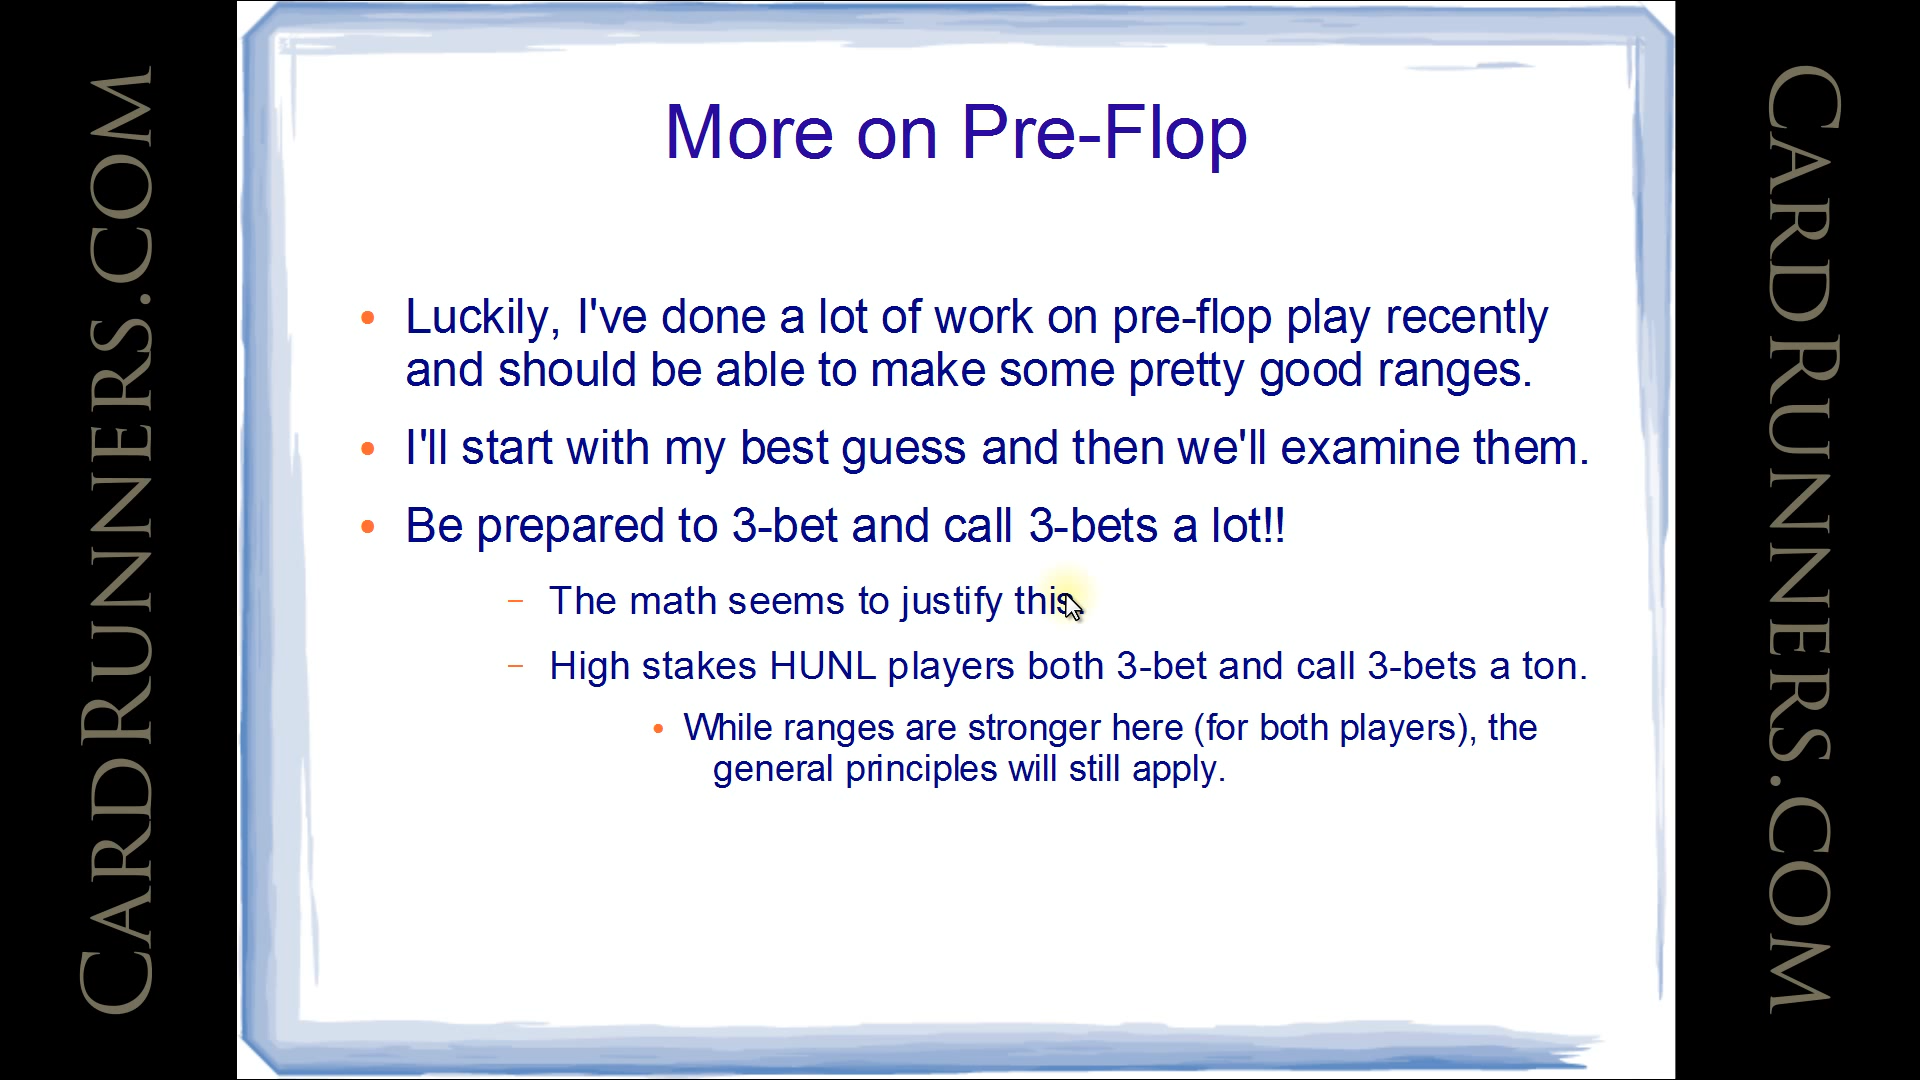 More on Pre-Flop
• Luckily, I've done a lot of work on pre-flop play recently
and should be able to make some pretty good ranges.
• I'll start with my best guess and then we'll examine them.
• Be prepared to 3-bet and call 3-bets a lot!!
– The math seems to justify this.
– High stakes HUNL players both 3-bet and call 3-bets a ton.
• While ranges are stronger here (for both players), the
general principles will still apply.
CARDRUNNERS.COM
CARDRUNNERS.COM